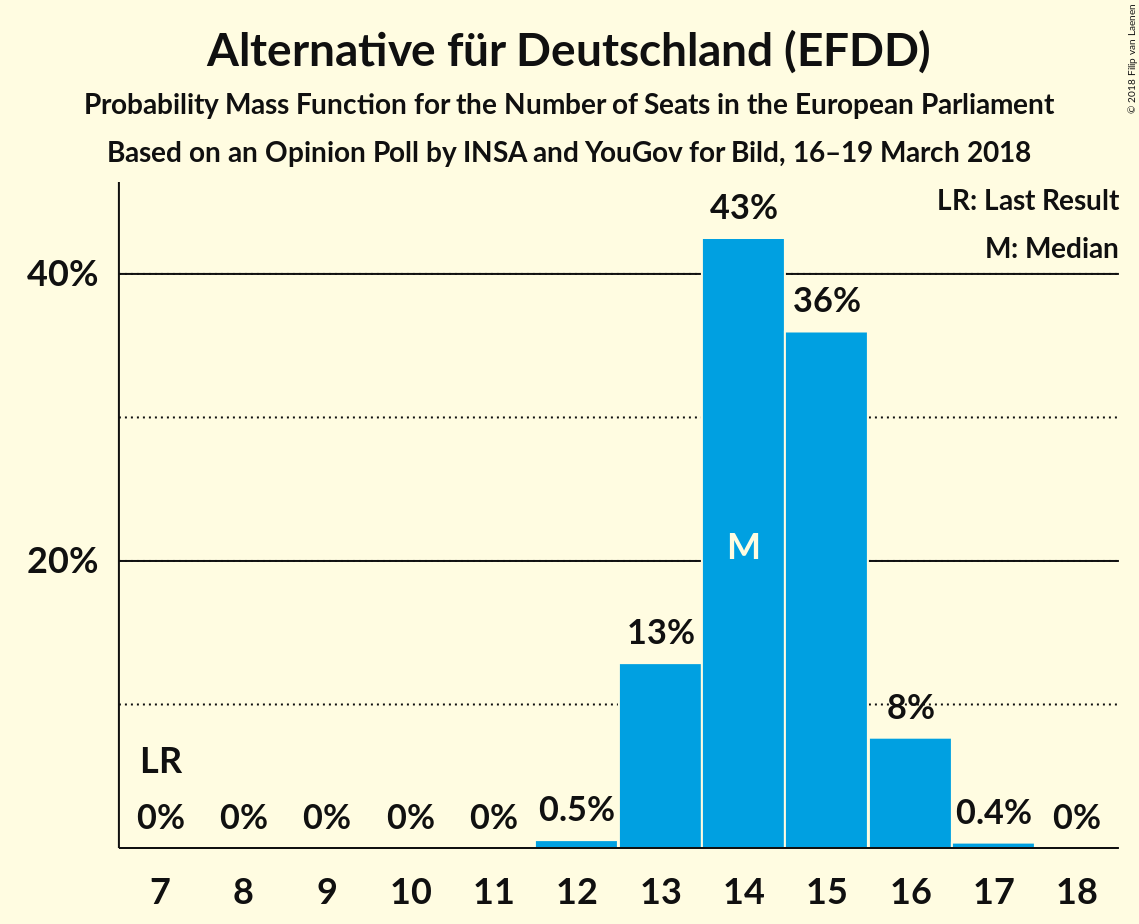 Alternative für Deutschland (EFDD)
Probability Mass Function for the Number of Seats in the European Parliament
Based on an Opinion Poll by INSA and YouGov for Bild, 16–19 March 2018
© 2018 Filip van Laenen
LR: Last Result
M: Median
43%
40%
36%
M
20%
13%
8%
LR
0% 0% 0% 0% 0% 0.5% 0.4% 0%
7 8 9 10 11 12 13 14 15 16 17 18